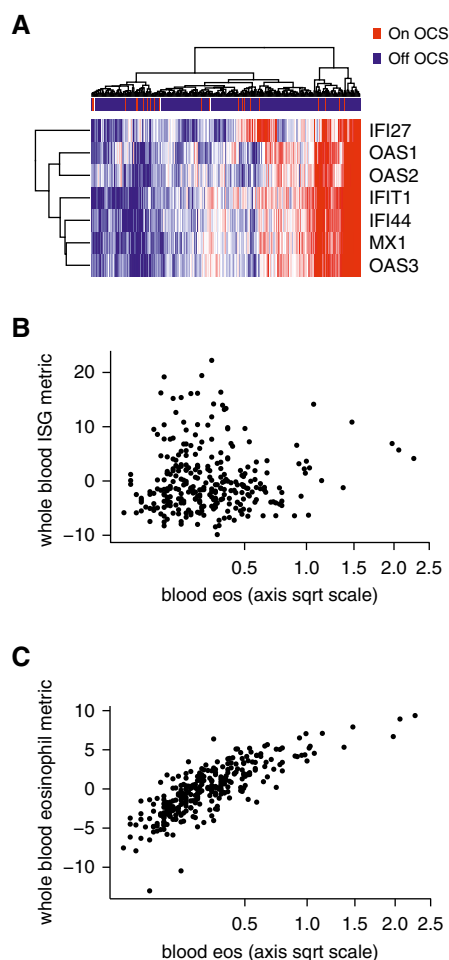 A
On OCS
Off OCS
IFI27
OAS1
OAS2
IFIT1
IFI44
MX1
OAS3
B
whole blood ISG metric
20
10
0
−10
0.5 1.0 1.5 2.0 2.5
blood eos (axis sqrt scale)
C
whole blood eosinophil metric
10
5
0
−5
−10
0.5 1.0 1.5 2.0 2.5
blood eos (axis sqrt scale)